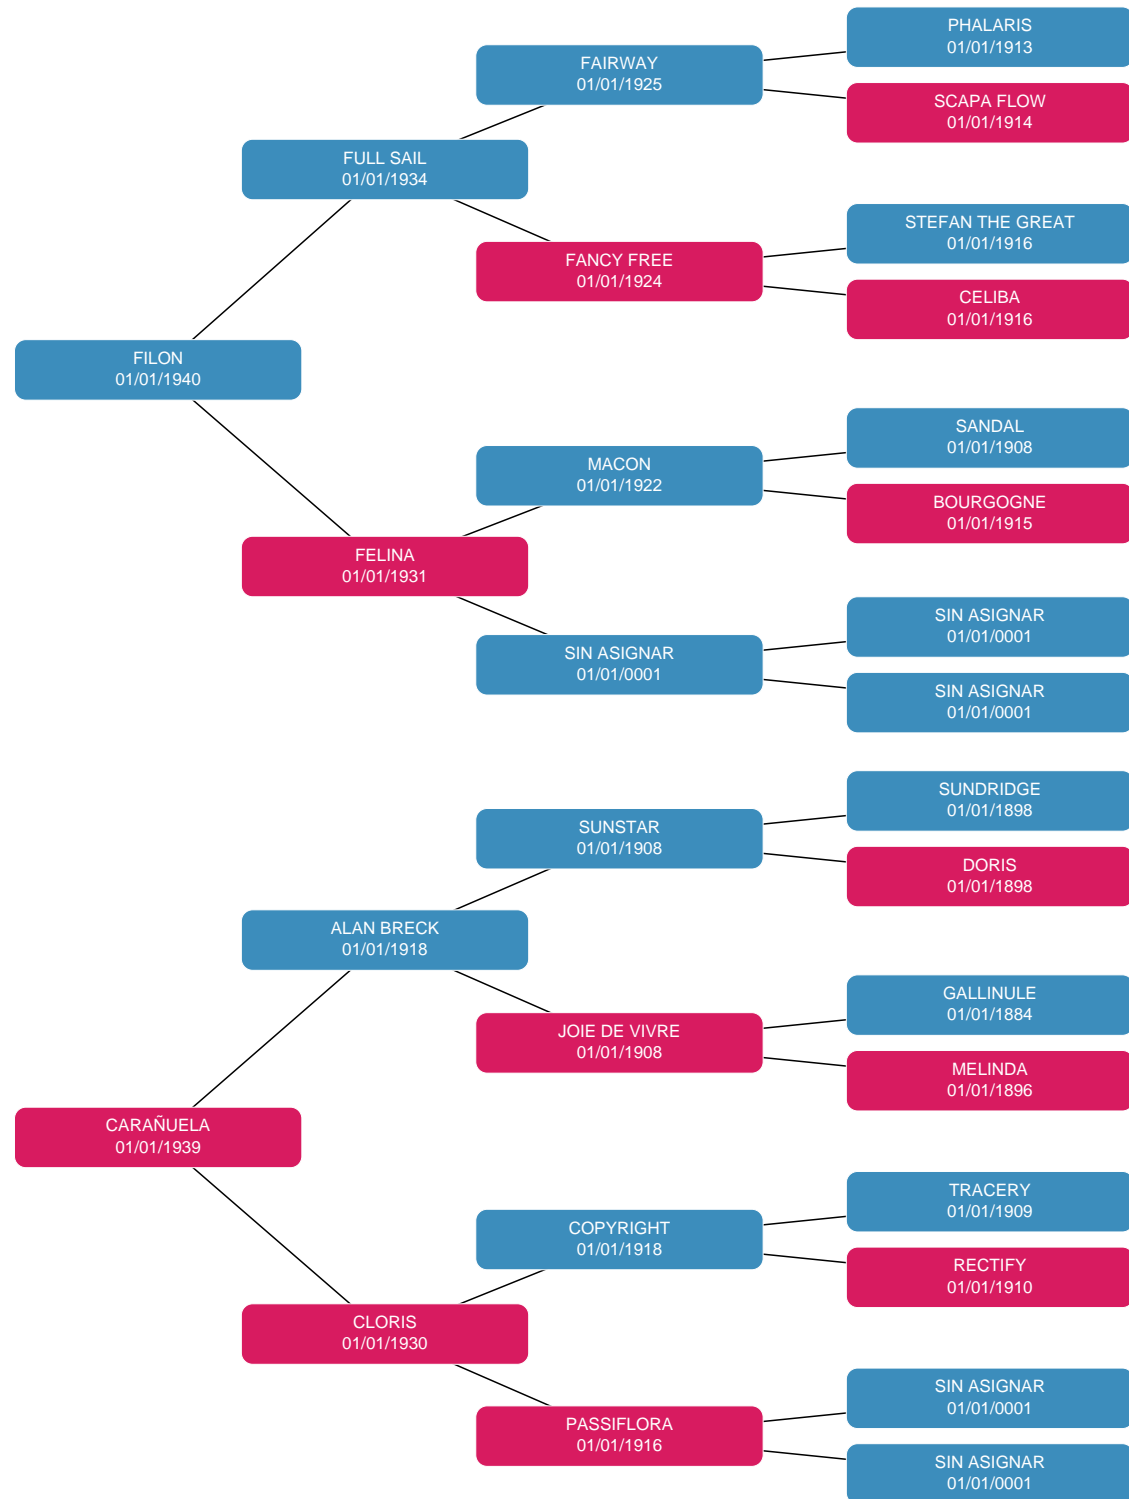 PHALARIS
01/01/1913
FAIRWAY
01/01/1925
SCAPA FLOW
01/01/1914
FULL SAIL
01/01/1934
STEFAN THE GREAT
01/01/1916
FANCY FREE
01/01/1924
CELIBA
01/01/1916
FILON
01/01/1940
SANDAL
01/01/1908
MACON
01/01/1922
BOURGOGNE
01/01/1915
FELINA
01/01/1931
SIN ASIGNAR
01/01/0001
SIN ASIGNAR
01/01/0001
SIN ASIGNAR
01/01/0001
SUNDRIDGE
01/01/1898
SUNSTAR
01/01/1908
DORIS
01/01/1898
ALAN BRECK
01/01/1918
GALLINULE
01/01/1884
JOIE DE VIVRE
01/01/1908
MELINDA
01/01/1896
CARAÑUELA
01/01/1939
TRACERY
01/01/1909
COPYRIGHT
01/01/1918
RECTIFY
01/01/1910
CLORIS
01/01/1930
SIN ASIGNAR
01/01/0001
PASSIFLORA
01/01/1916
SIN ASIGNAR
01/01/0001